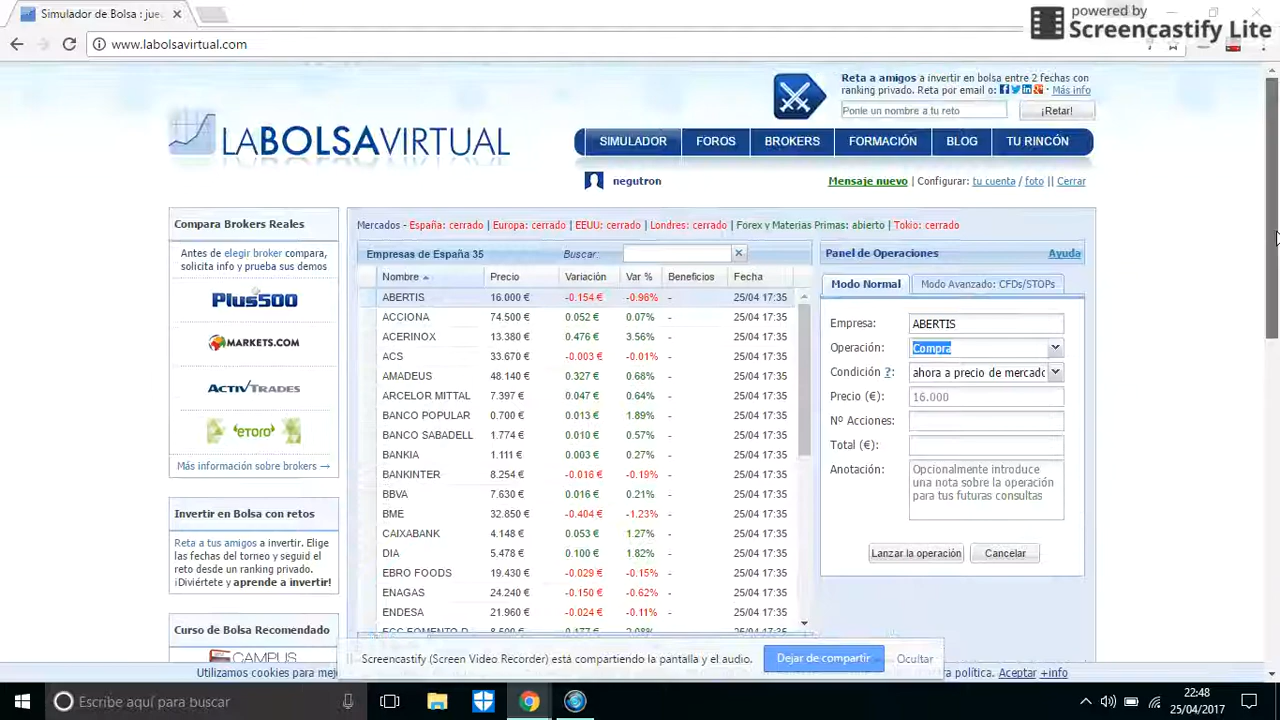 Simulador de Bolsa : jue
powered by
Screencastify Lite
www.labolsavirtual.com
Reta a amigos a invertir en bolsa entre 2 fechas con
ranking privado. Reta por email o: Más info
Ponle un nombre a tu reto ¡Retar!
LABOLSAVIRTUAL
SIMULADOR FOROS BROKERS FORMACIÓN BLOG TU RINCÓN
negutron
Mensaje nuevo | Configurar: tu cuenta / foto || Cerrar
Compara Brokers Reales
Antes de elegir broker compara,
solicita info y prueba sus demos
Plus500
MARKETS.COM
ACTIVTRADES
etoro
Más información sobre brokers →
Invertir en Bolsa con retos
Reta a tus amigos a invertir. Elige
las fechas del torneo y seguid el
reto desde un ranking privado.
¡Diviértete y aprende a invertir!
Curso de Bolsa Recomendado
CAMPUS
Mercados - España: cerrado | Europa: cerrado | EEUU: cerrado | Londres: cerrado | Forex y Materias Primas: abierto | Tokio: cerrado
Empresas de España 35 Buscar:
Nombre Precio Variación Var % Beneficios Fecha
ABERTIS 16.000 € -0.154 € -0.96% - 25/04 17:35
ACCIONA 74.500 € 0.052 € 0.07% - 25/04 17:35
ACERINOX 13.380 € 0.476 € 3.56% - 25/04 17:35
ACS 33.670 € -0.003 € -0.01% - 25/04 17:35
AMADEUS 48.140 € 0.327 € 0.68% - 25/04 17:35
ARCELOR MITTAL 7.397 € 0.047 € 0.64% - 25/04 17:35
BANCO POPULAR 0.700 € 0.013 € 1.89% - 25/04 17:35
BANCO SABADELL 1.774 € 0.010 € 0.57% - 25/04 17:35
BANKIA 1.111 € 0.003 € 0.27% - 25/04 17:35
BANKINTER 8.254 € -0.016 € -0.19% - 25/04 17:35
BBVA 7.630 € 0.016 € 0.21% - 25/04 17:35
BME 32.850 € -0.404 € -1.23% - 25/04 17:35
CAIXABANK 4.148 € 0.053 € 1.27% - 25/04 17:35
DIA 5.478 € 0.100 € 1.82% - 25/04 17:35
EBRO FOODS 19.430 € -0.029 € -0.15% - 25/04 17:35
ENAGAS 24.240 € -0.150 € -0.62% - 25/04 17:35
ENDESA 21.960 € -0.024 € -0.11% - 25/04 17:35
Panel de Operaciones Ayuda
Modo Normal Modo Avanzado: CFDs/STOPs
Empresa: ABERTIS
Operación: Compra
Condición ?: ahora a precio de mercado
Precio (€): 16.000
Nº Acciones:
Total (€):
Anotación: Opcionalmente introduce
una nota sobre la operación
para tus futuras consultas
Lanzar la operación Cancelar
Screencastify (Screen Video Recorder) está compartiendo la pantalla y el audio. Dejar de compartir Ocultar
Utilizamos cookies para mej política. Aceptar +info
Escribe aquí para buscar
22:48
25/04/2017